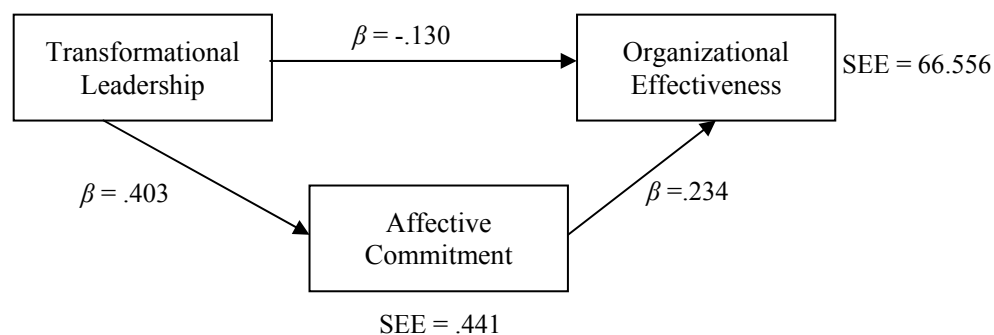 Transformational
Leadership
β = -.130
Organizational
Effectiveness
SEE = 66.556
β = .403
β =.234
Affective
Commitment
SEE = .441